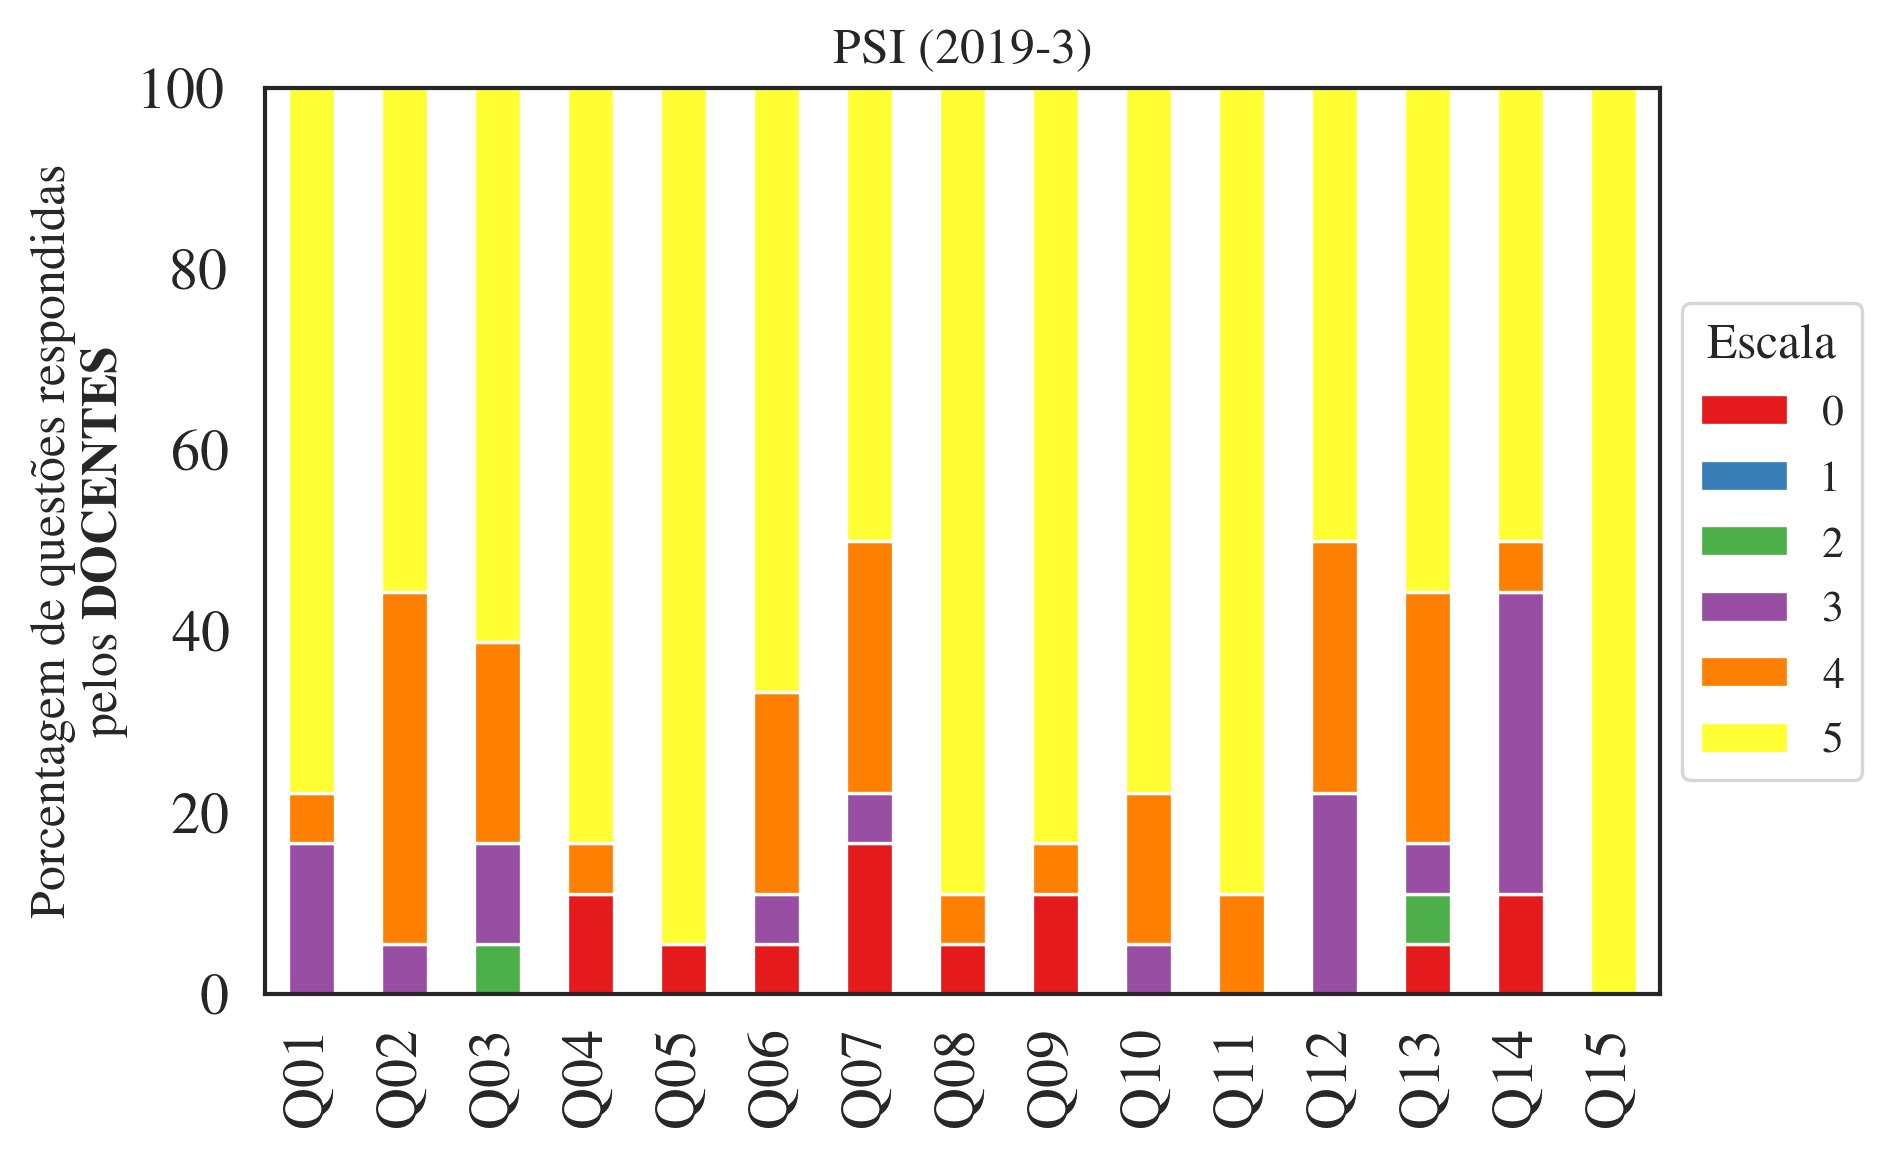 PSI (2019-3)
Porcentagem de questões respondidas
pelos DOCENTES
100
80
60
40
20
0
Q01
Q02
Q03
Q04
Q05
Q06
Q07
Q08
Q09
Q10
Q11
Q12
Q13
Q14
Q15
Escala
0
1
2
3
4
5